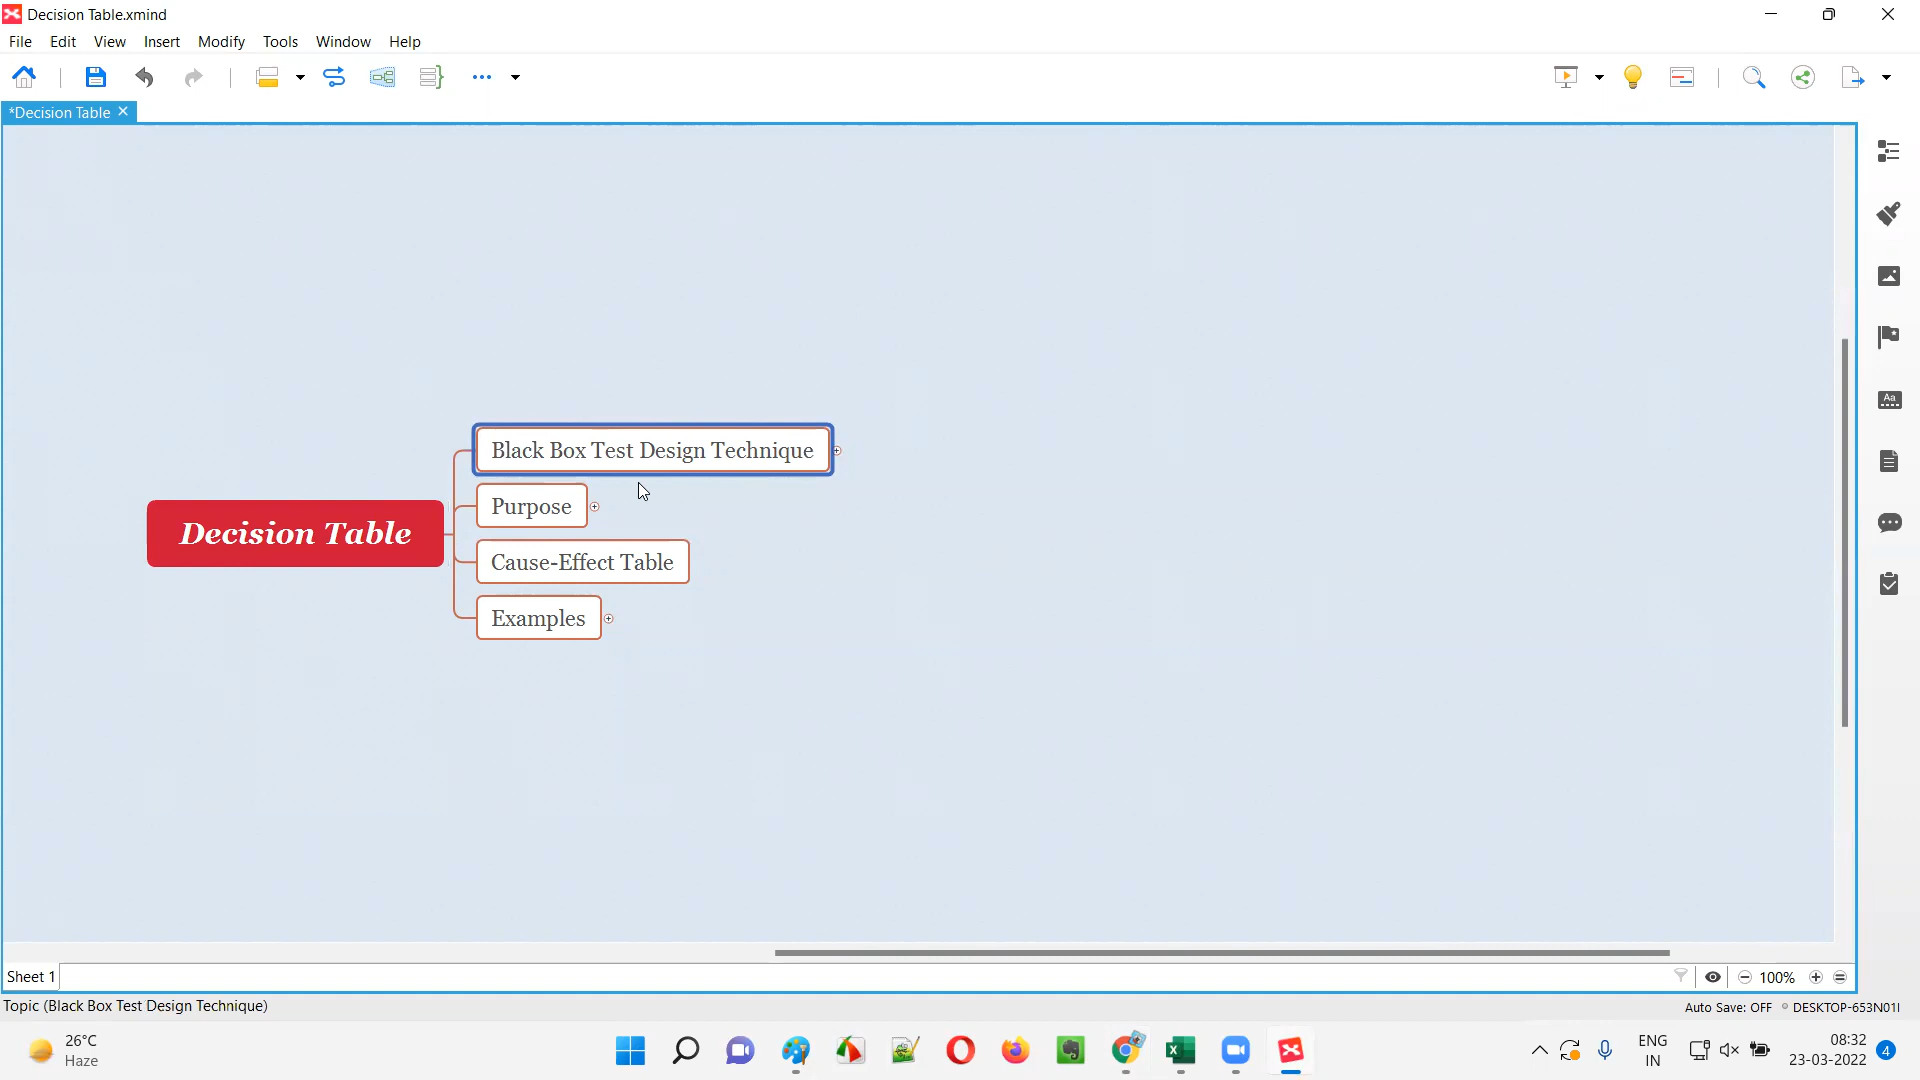 Decision Table.xmind
File Edit View Insert Modify Tools Window Help
*Decision Table
Black Box Test Design Technique
Purpose
Decision Table
Cause-Effect Table
Examples
Aa
Sheet 1
100%
Topic (Black Box Test Design Technique)
Auto Save: OFF DESKTOP-653N01I
26°C
Haze
ENG
IN
08:32
23-03-2022
4